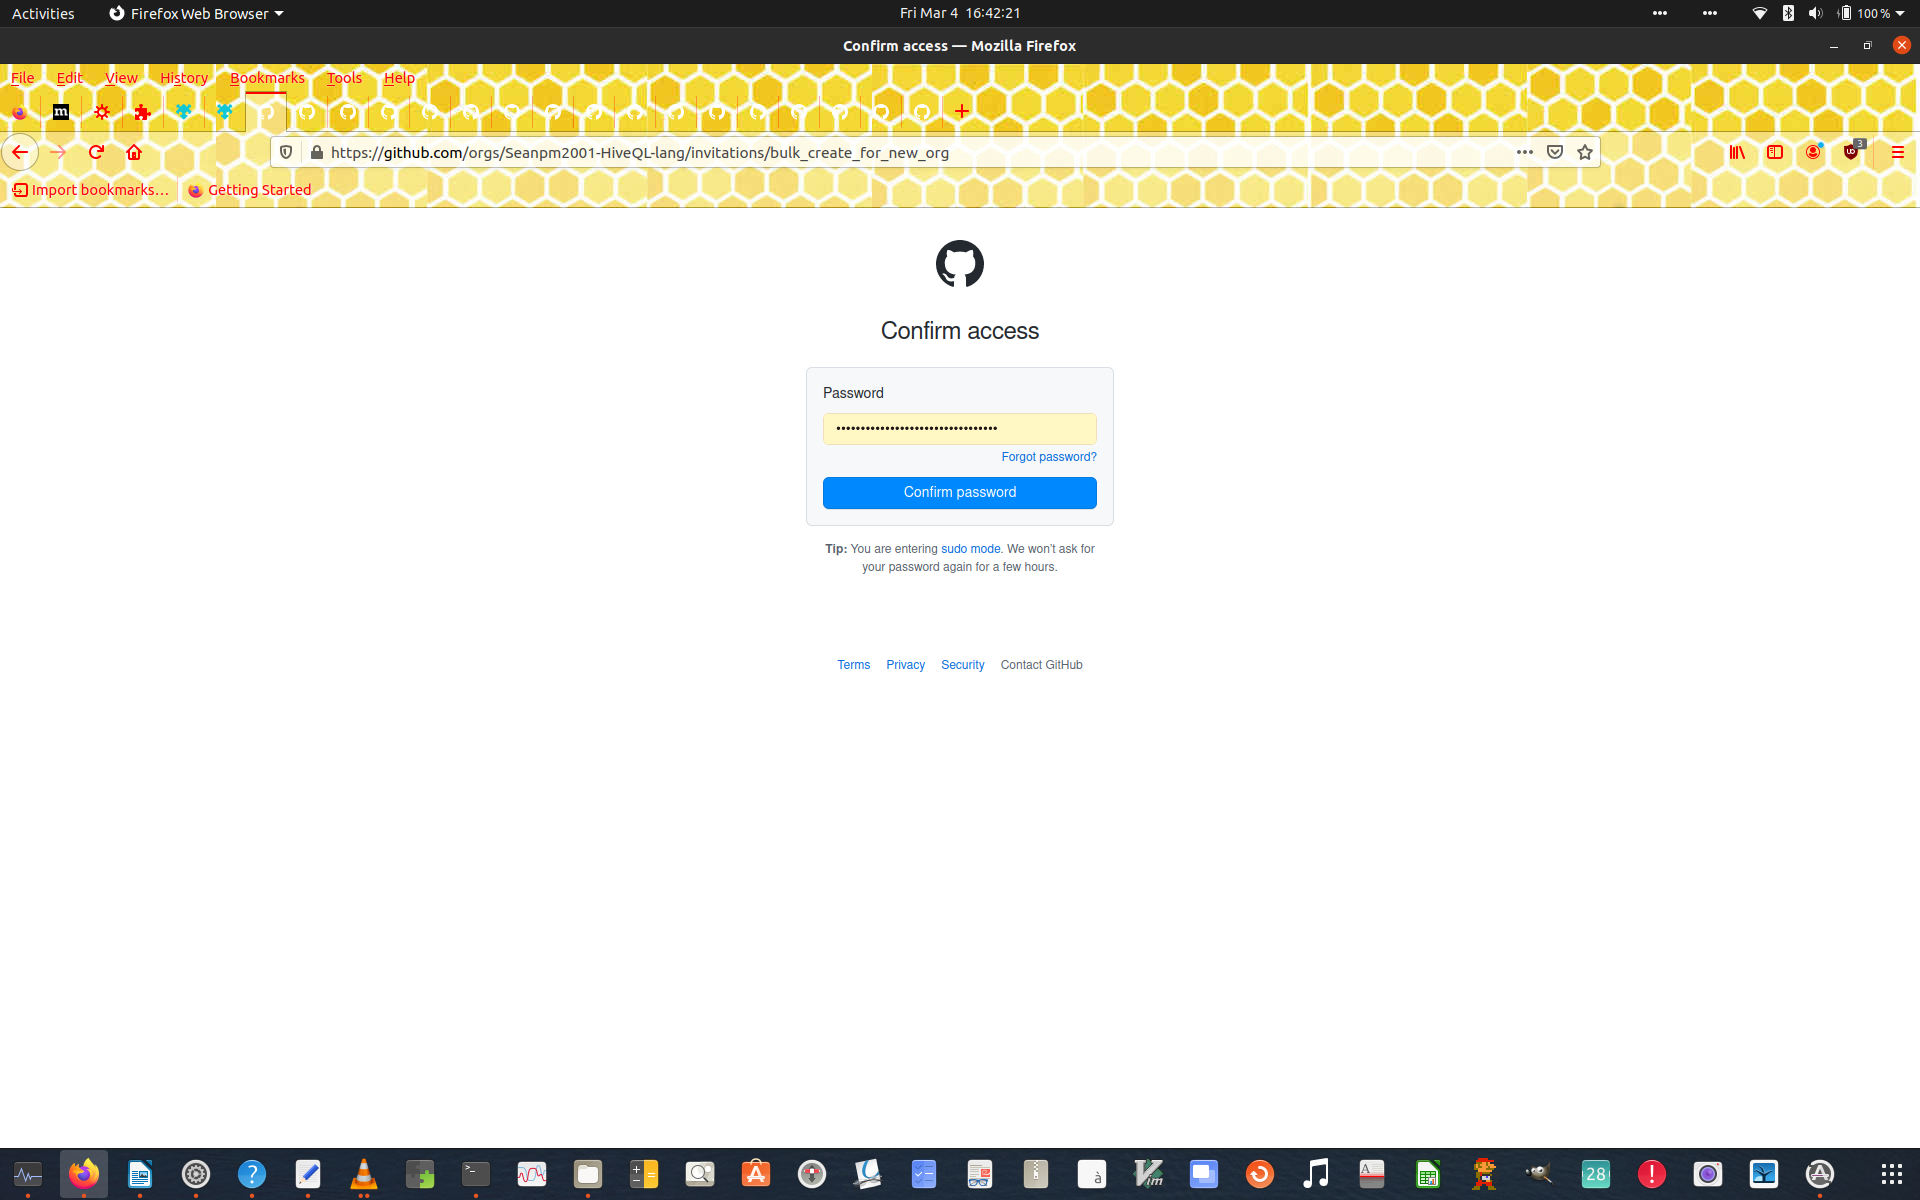 Activities
Firefox Web Browser
Fri Mar 4 16:42:21
100 %
Confirm access — Mozilla Firefox
File Edit View History Bookmarks Tools Help
m
https://github.com/orgs/Seanpm2001-HiveQL-lang/invitations/bulk_create_for_new_org
3
Import bookmarks...
Getting Started
Confirm access
Password
••••••••••••••••••••••••••••••••
Forgot password?
Confirm password
Tip: You are entering sudo mode. We won't ask for
your password again for a few hours.
Terms Privacy Security Contact GitHub
?
>_
à
Vim
A
28
!